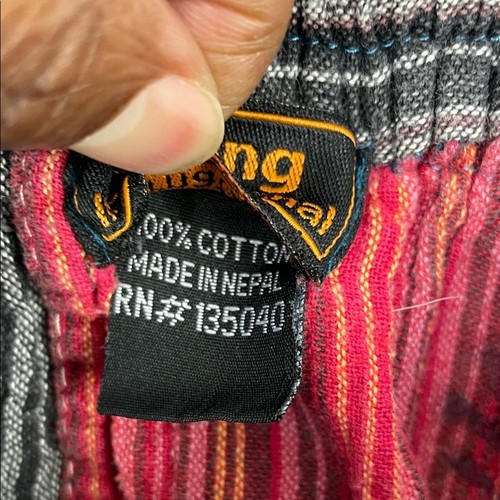 ng
100% COTTON
MADE IN NEPAL
RN# 135040